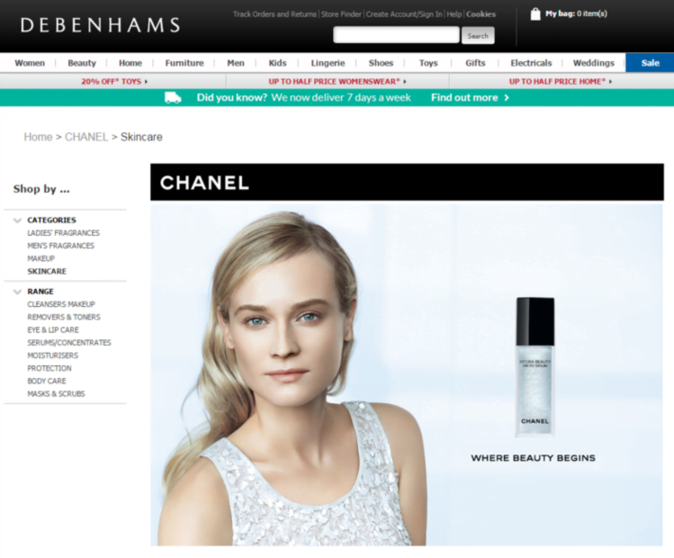 DEBENHAMS
Track Orders and Returns | Store Finder | Create Account/Sign In | Help | Cookies
My bag: 0 item(s)
Search
Women | Beauty | Home | Furniture | Men | Kids | Lingerie | Shoes | Toys | Gifts | Electricals | Weddings | Sale
20% OFF* TOYS
UP TO HALF PRICE WOMENSWEAR*
UP TO HALF PRICE HOME*
Did you know? We now deliver 7 days a week Find out more
Home > CHANEL > Skincare
Shop by ...
CATEGORIES
LADIES' FRAGRANCES
MEN'S FRAGRANCES
MAKEUP
SKINCARE
RANGE
CLEANSERS MAKEUP
REMOVERS & TONERS
EYE & LIP CARE
SERUMS/CONCENTRATES
MOISTURISERS
PROTECTION
BODY CARE
MASKS & SCRUBS
CHANEL
HYDRA BEAUTY
MICRO SÉRUM
CHANEL
WHERE BEAUTY BEGINS